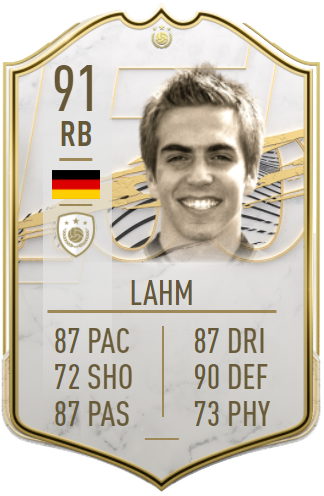 91
RB
LAHM
87 PAC 87 DRI
72 SHO 90 DEF
87 PAS 73 PHY